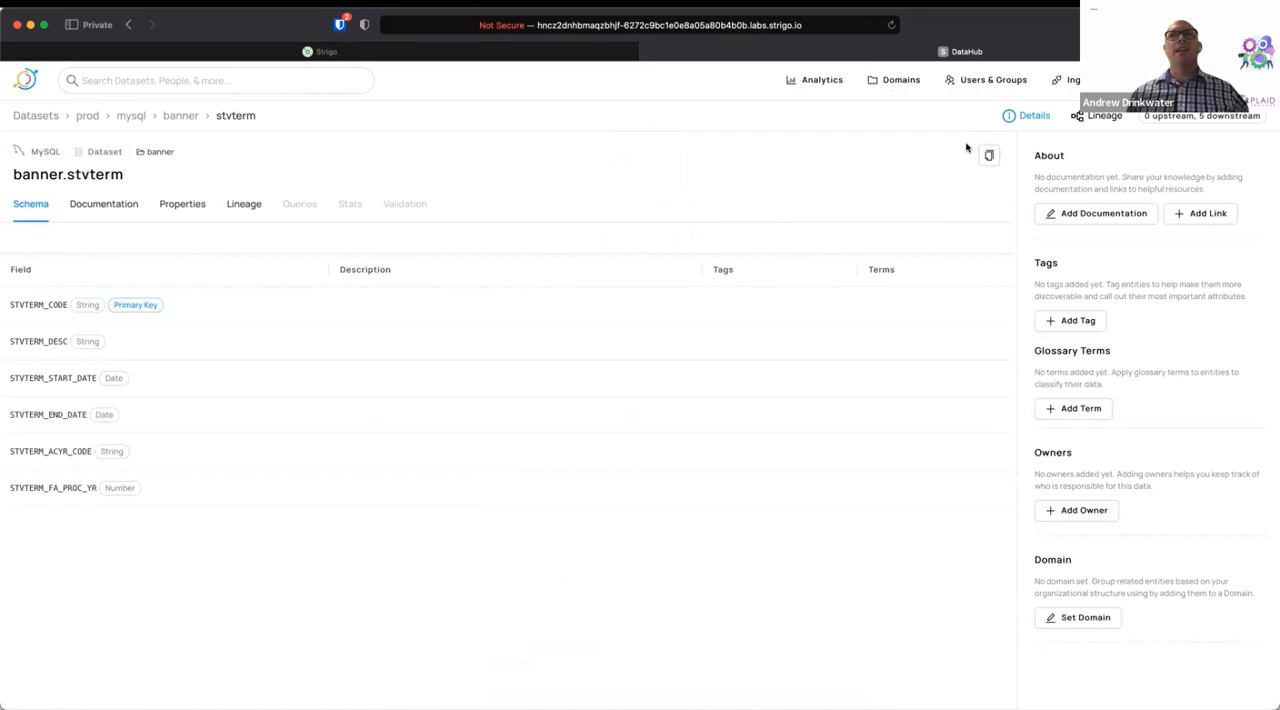 Private
2
Not Secure — hncz2dnhbmaqzbhjf-6272c9bc1e0e8a05a80b4b0b.labs.strigo.io
Strigo
S DataHub
Search Datasets, People, & more...
Analytics
Domains
Users & Groups
Ing
Andrew Drinkwater
PLAID
Datasets > prod > mysql > banner > stvterm
Details
Lineage
0 upstream, 5 downstream
MySQL
Dataset
banner
banner.stvterm
Schema Documentation Properties Lineage Queries Stats Validation
Field Description Tags Terms
STVTERM_CODE String Primary Key
STVTERM_DESC String
STVTERM_START_DATE Date
STVTERM_END_DATE Date
STVTERM_ACYR_CODE String
STVTERM_FA_PROC_YR Number
About
No documentation yet. Share your knowledge by adding
documentation and links to helpful resources.
Add Documentation
+ Add Link
Tags
No tags added yet. Tag entities to help make them more
discoverable and call out their most important attributes.
+ Add Tag
Glossary Terms
No terms added yet. Apply glossary terms to entities to
classify their data.
+ Add Term
Owners
No owners added yet. Adding owners helps you keep track of
who is responsible for this data.
+ Add Owner
Domain
No domain set. Group related entities based on your
organizational structure using by adding them to a Domain.
Set Domain